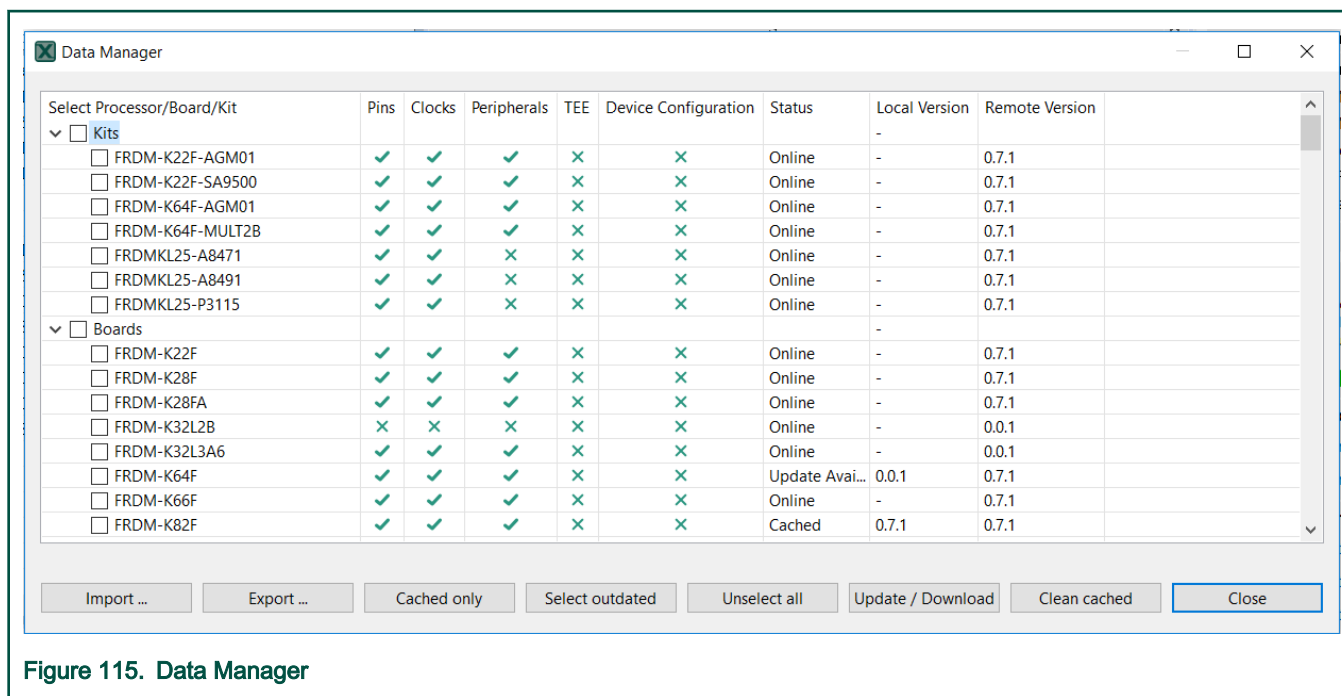 Data Manager
Select Processor/Board/Kit Pins Clocks Peripherals TEE Device Configuration Status Local Version Remote Version
Kits -
FRDM-K22F-AGM01 ✓ ✓ ✓ ✕ ✕ Online - 0.7.1
FRDM-K22F-SA9500 ✓ ✓ ✓ ✕ ✕ Online - 0.7.1
FRDM-K64F-AGM01 ✓ ✓ ✓ ✕ ✕ Online - 0.7.1
FRDM-K64F-MULT2B ✓ ✓ ✓ ✕ ✕ Online - 0.7.1
FRDMKL25-A8471 ✓ ✓ ✕ ✕ ✕ Online - 0.7.1
FRDMKL25-A8491 ✓ ✓ ✕ ✕ ✕ Online - 0.7.1
FRDMKL25-P3115 ✓ ✓ ✕ ✕ ✕ Online - 0.7.1
Boards -
FRDM-K22F ✓ ✓ ✓ ✕ ✕ Online - 0.7.1
FRDM-K28F ✓ ✓ ✓ ✕ ✕ Online - 0.7.1
FRDM-K28FA ✓ ✓ ✓ ✕ ✕ Online - 0.7.1
FRDM-K32L2B ✕ ✕ ✕ ✕ ✕ Online - 0.0.1
FRDM-K32L3A6 ✓ ✓ ✓ ✕ ✕ Online - 0.0.1
FRDM-K64F ✓ ✓ ✓ ✕ ✕ Update Avai... 0.0.1 0.7.1
FRDM-K66F ✓ ✓ ✓ ✕ ✕ Online - 0.7.1
FRDM-K82F ✓ ✓ ✓ ✕ ✕ Cached 0.7.1 0.7.1
Import ... Export ... Cached only Select outdated Unselect all Update / Download Clean cached Close
Figure 115. Data Manager